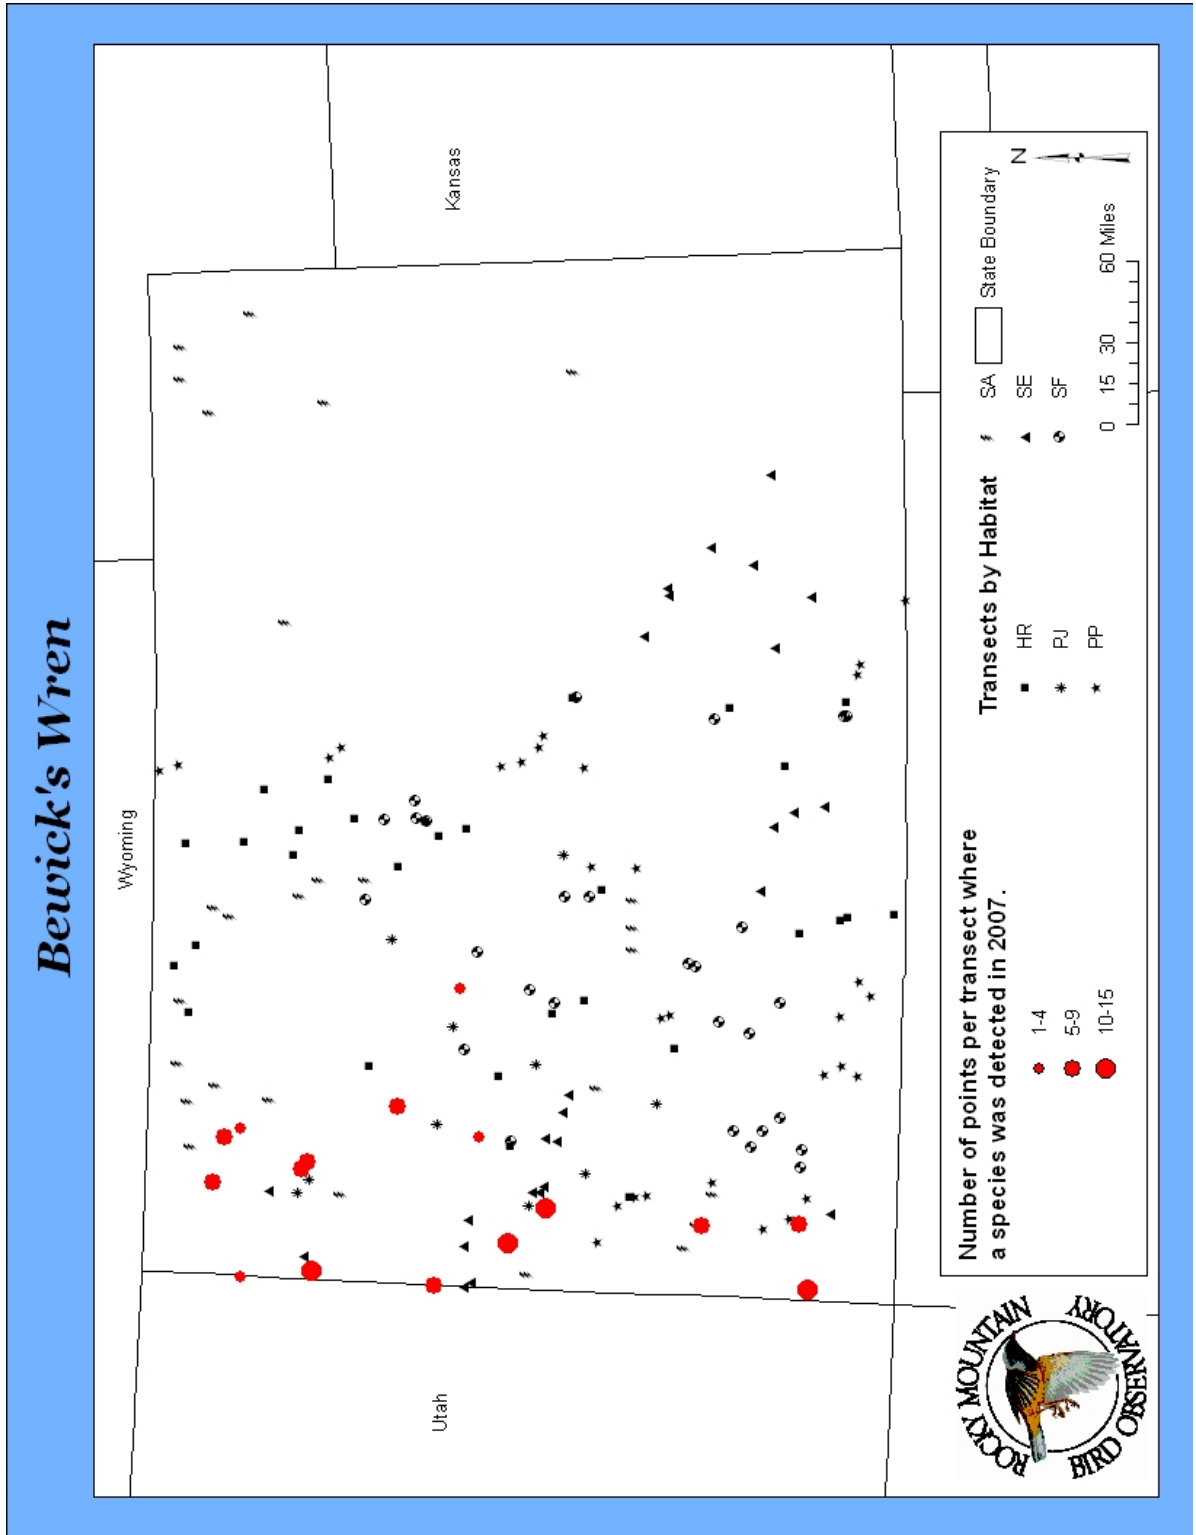 Bewick's Wren
Wyoming
Kansas
Utah
Number of points per transect where
a species was detected in 2007.
1-4
5-9
10-15
Transects by Habitat
HR
PJ
PP
SA
SE
SF
State Boundary
N
0 15 30 60 Miles
ROCKY MOUNTAIN
BIRD OBSERVATORY